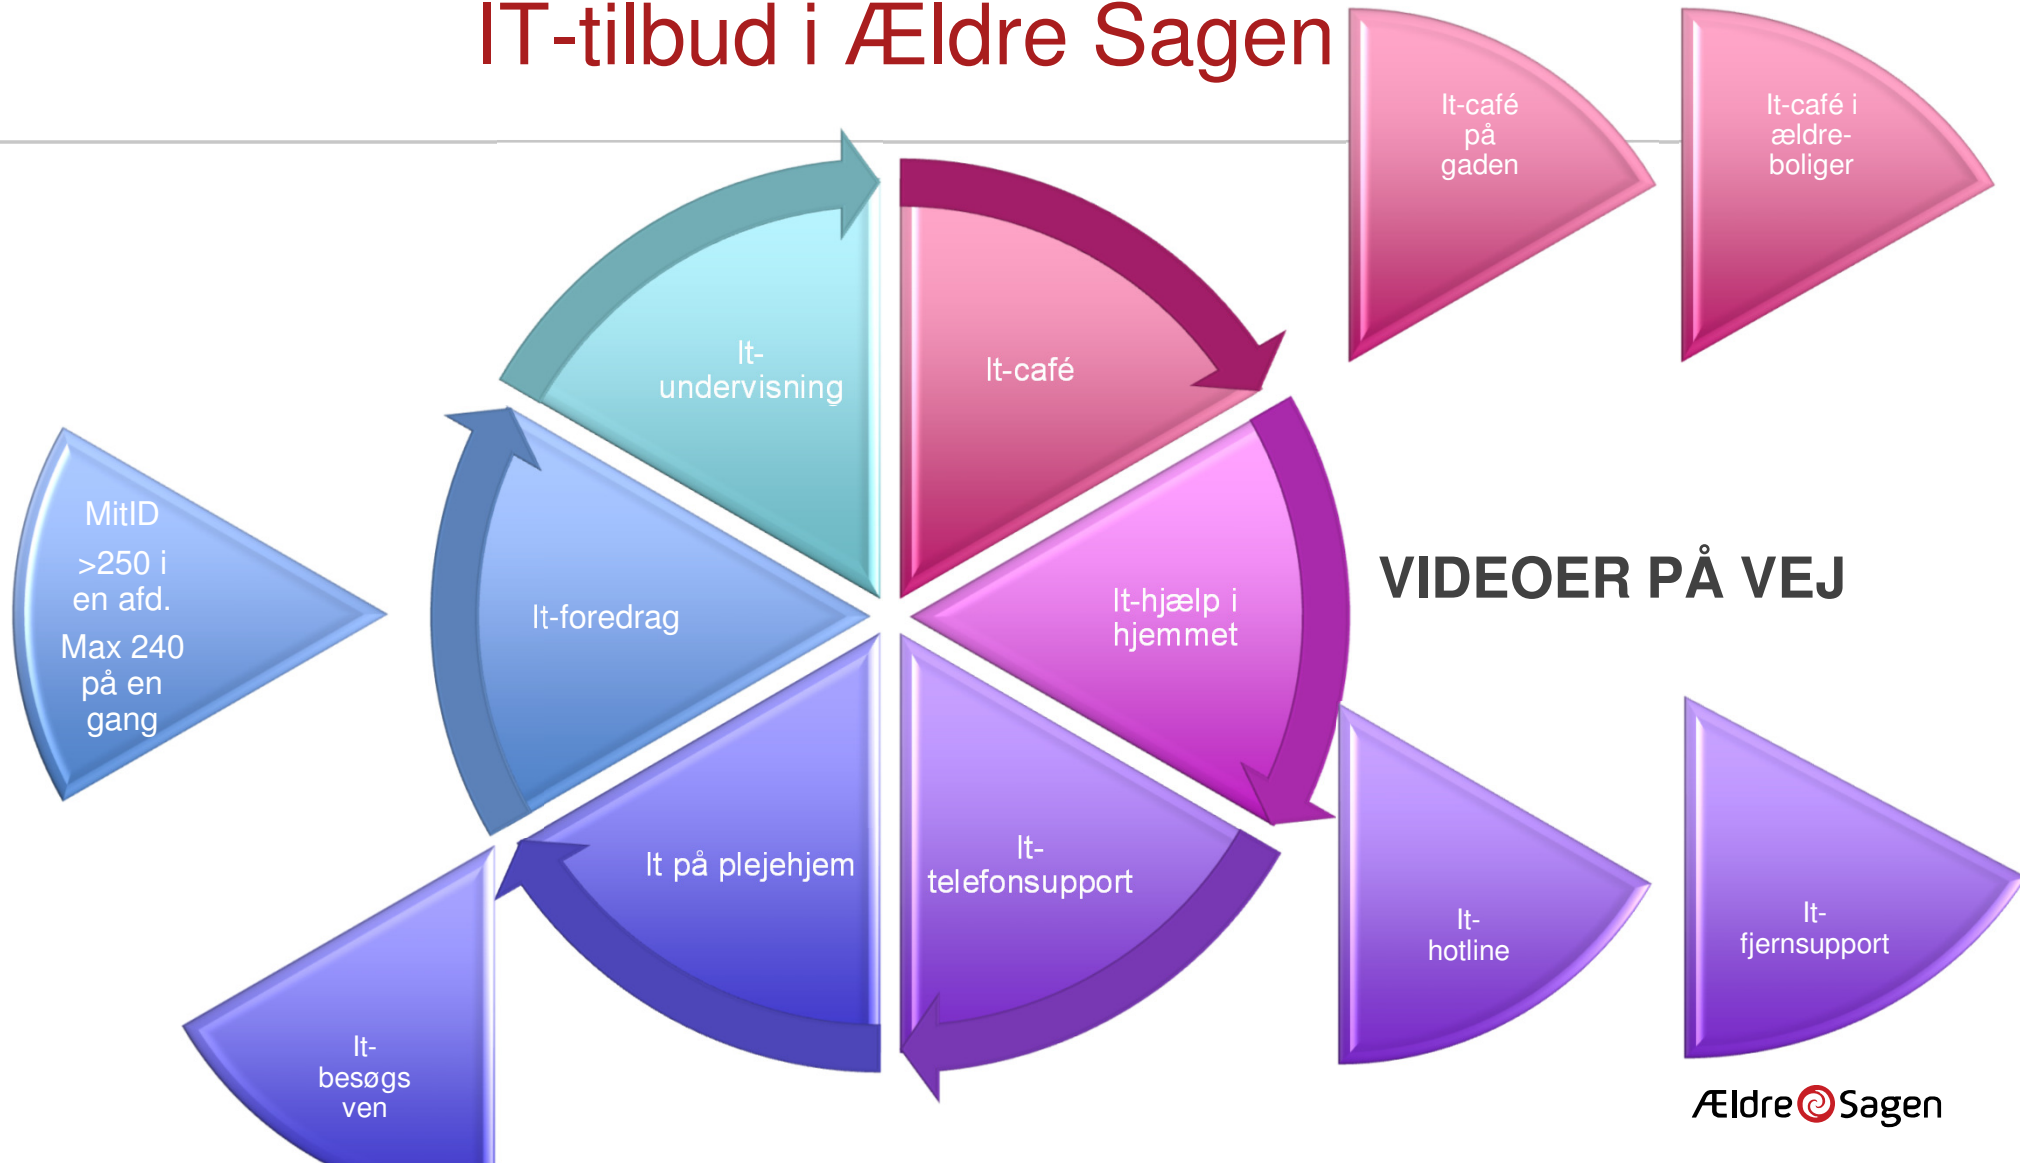 IT-tilbud i Ældre Sagen
It-café
på
gaden
It-café i
ældre-
boliger
It-
undervisning
It-café
MitID
>250 i
en afd.
Max 240
på en
gang
It-foredrag
It-hjælp i
hjemmet
VIDEOER PÅ VEJ
It på plejehjem
It-
telefonsupport
It-
hotline
It-
fjernsupport
It-
besøgs
ven
Ældre Sagen